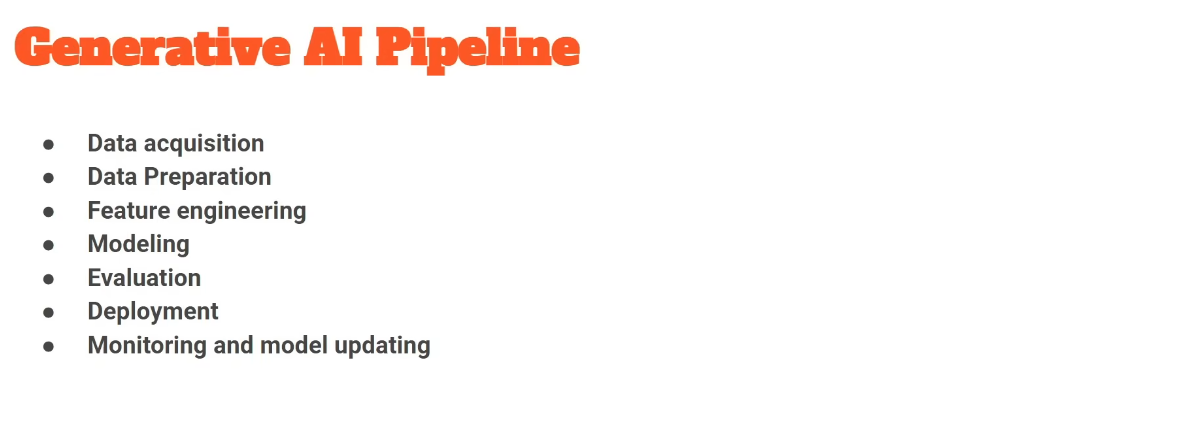 Generative AI Pipeline
● Data acquisition
● Data Preparation
● Feature engineering
● Modeling
● Evaluation
● Deployment
● Monitoring and model updating